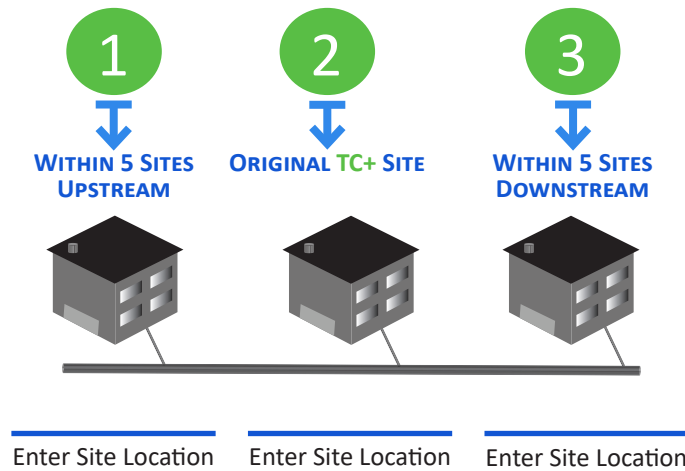 1 2 3
WITHIN 5 SITES
UPSTREAM
ORIGINAL TC+ SITE
WITHIN 5 SITES
DOWNSTREAM
Enter Site Location Enter Site Location Enter Site Location